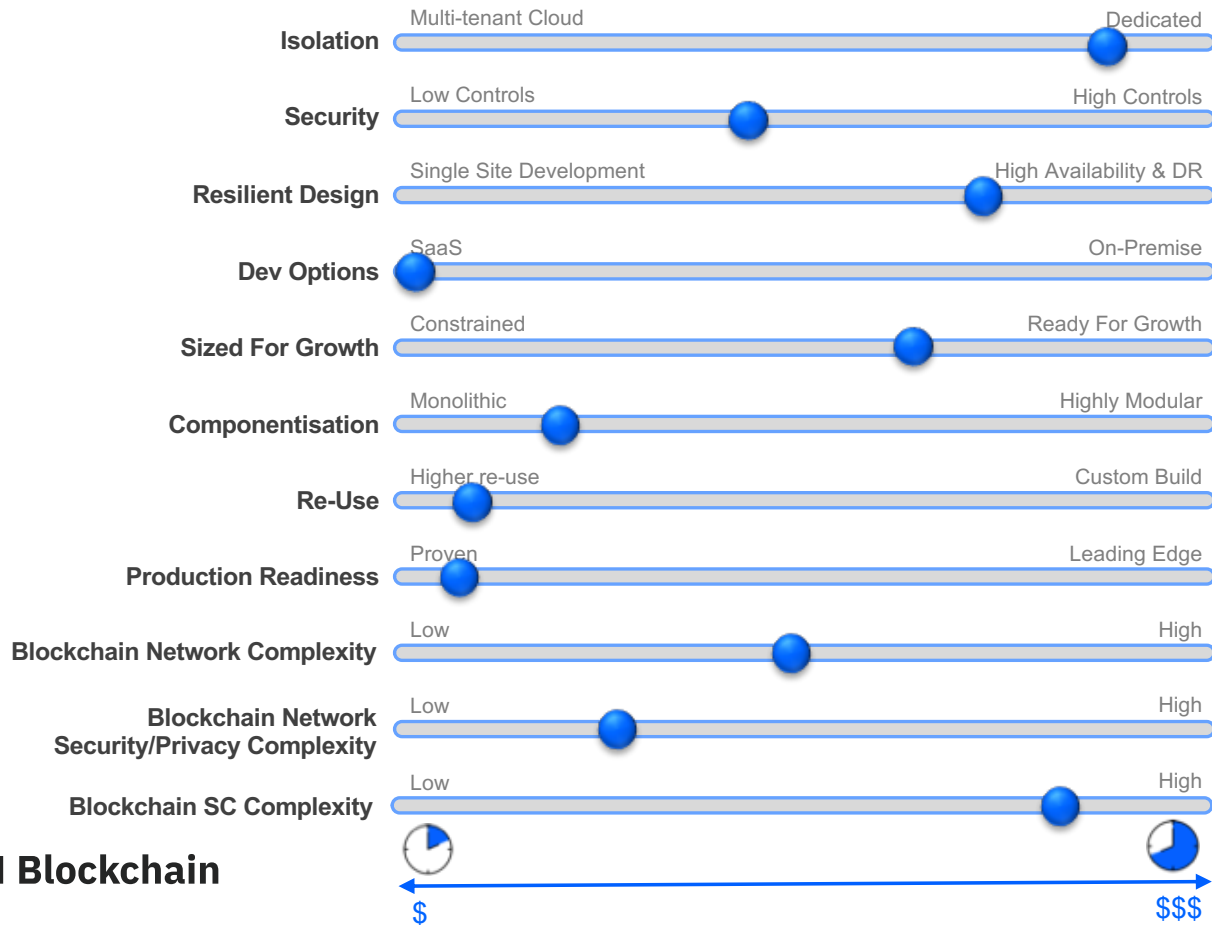 Multi-tenant Cloud
Dedicated
Isolation
Low Controls
High Controls
Security
Single Site Development
High Availability & DR
Resilient Design
SaaS
On-Premise
Dev Options
Constrained
Ready For Growth
Sized For Growth
Monolithic
Highly Modular
Componentisation
Higher re-use
Custom Build
Re-Use
Proven
Leading Edge
Production Readiness
Low
High
Blockchain Network Complexity
Low
High
Blockchain Network
Security/Privacy Complexity
Low
High
Blockchain SC Complexity
Blockchain
$
$$$